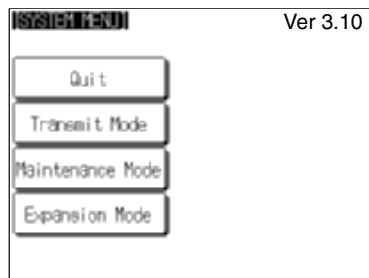 [SYSTEM MENU] Ver 3.10
Quit
Transmit Mode
Maintenance Mode
Expansion Mode